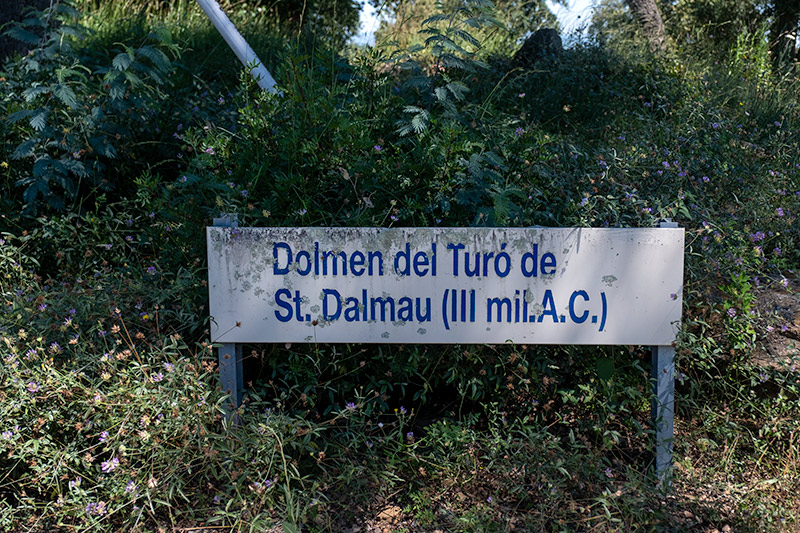 Dolmen del Turó de
St. Dalmau (III mil.A.C.)